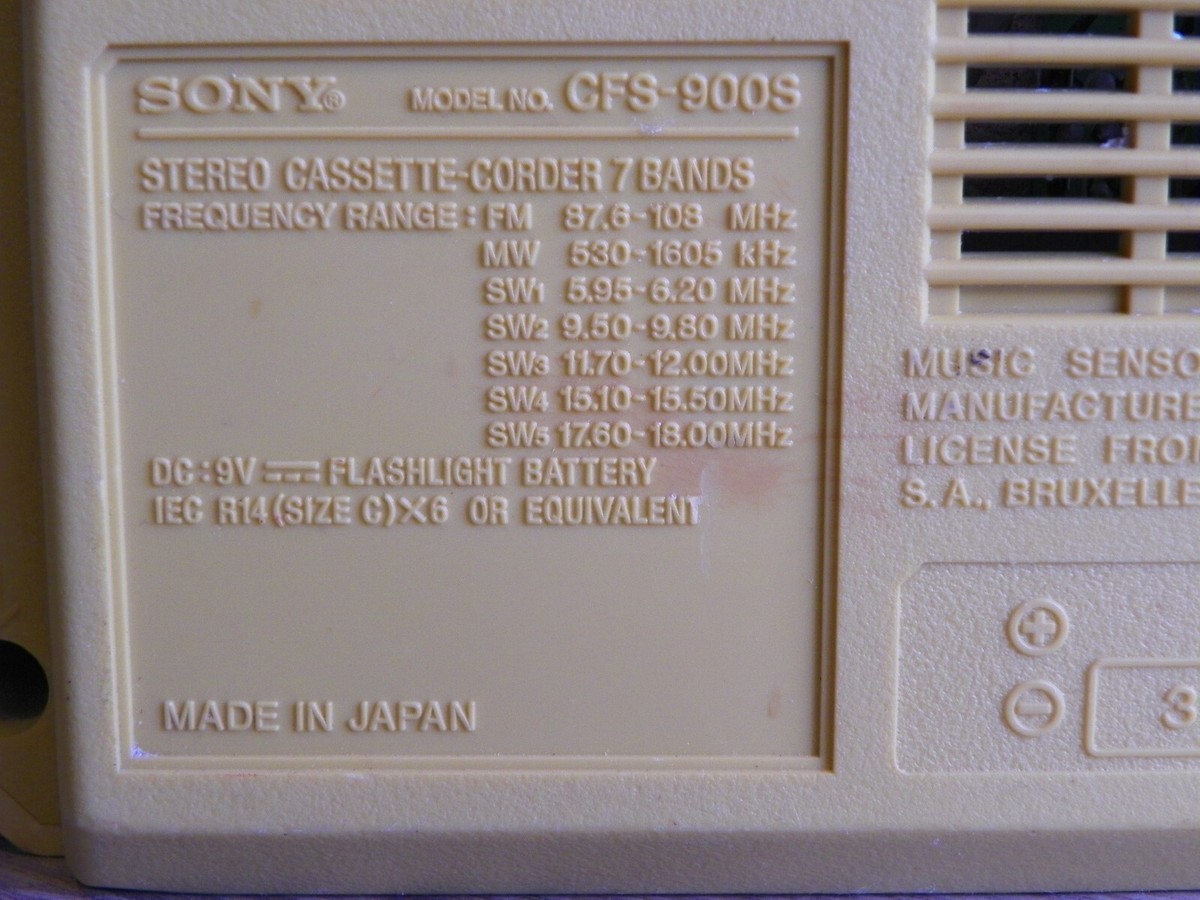 SONY® MODEL NO. CFS-900S
STEREO CASSETTE-CORDER 7 BANDS
FREQUENCY RANGE: FM 87.6-108 MHz
MW 530-1605 kHz
SW1 5.95-6.20 MHz
SW2 9.50-9.80 MHz
SW3 11.70-12.00MHz
SW4 15.10-15.50MHz
SW5 17.60-18.00MHz
DC:9V FLASHLIGHT BATTERY
IEC R14(SIZE C)×6 OR EQUIVALENT
MADE IN JAPAN
MUSIC SENSO
MANUFACTURE
LICENSE FROM
S.A., BRUXELLE
+
−
3